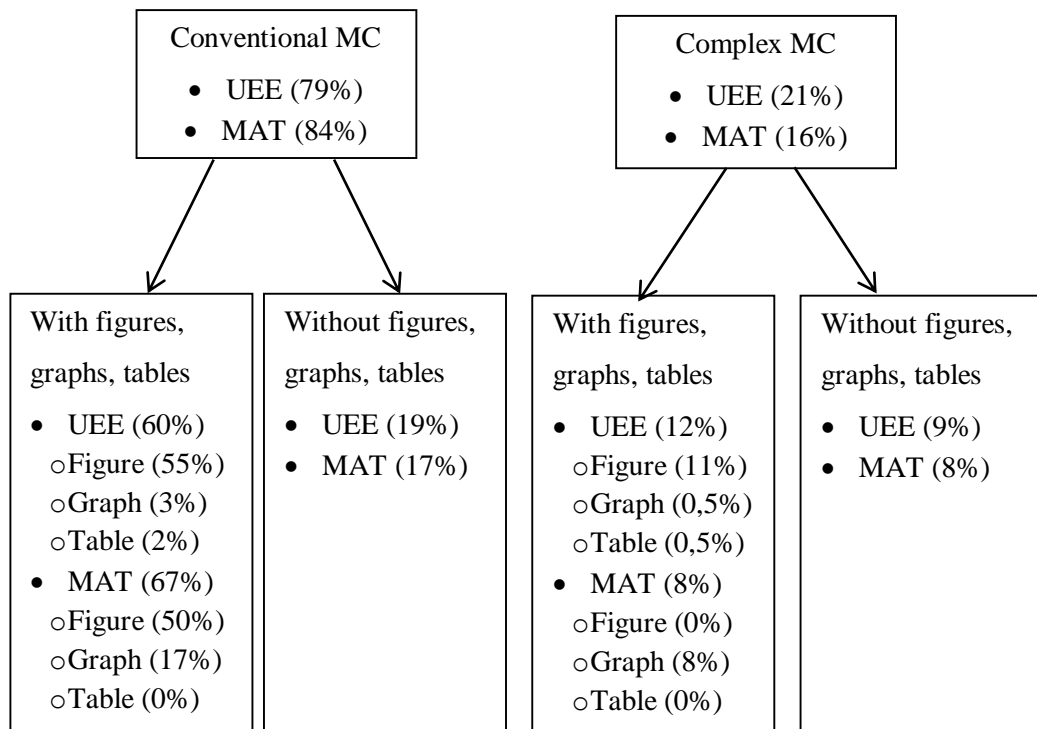 Conventional MC
• UEE (79%)
• MAT (84%)
Complex MC
• UEE (21%)
• MAT (16%)
With figures,
graphs, tables
• UEE (60%)
o Figure (55%)
o Graph (3%)
o Table (2%)
• MAT (67%)
o Figure (50%)
o Graph (17%)
o Table (0%)
Without figures,
graphs, tables
• UEE (19%)
• MAT (17%)
With figures,
graphs, tables
• UEE (12%)
o Figure (11%)
o Graph (0,5%)
o Table (0,5%)
• MAT (8%)
o Figure (0%)
o Graph (8%)
o Table (0%)
Without figures,
graphs, tables
• UEE (9%)
• MAT (8%)